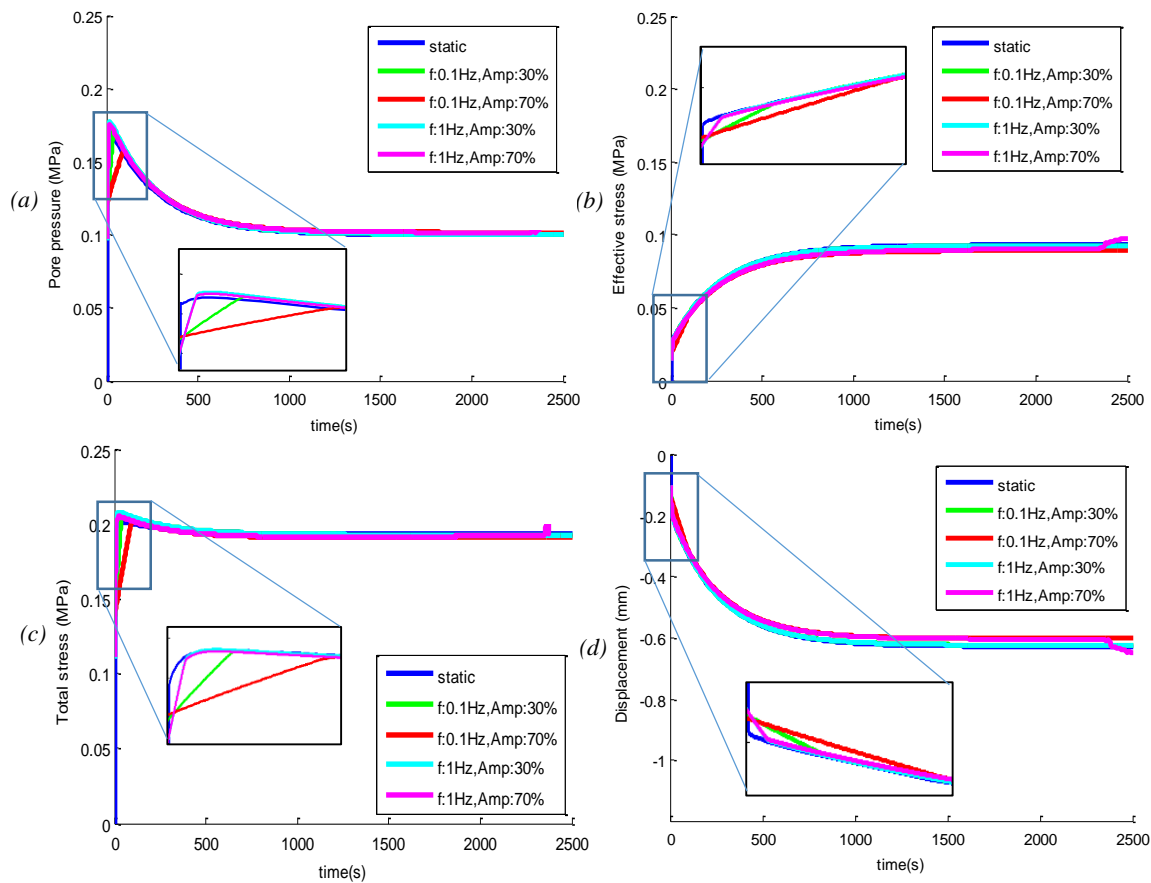 (a)
Pore pressure (MPa)
0.25
0.2
0.15
0.1
0.05
0
0
500
1000
1500
2000
2500
time(s)
static
f:0.1Hz,Amp:30%
f:0.1Hz,Amp:70%
f:1Hz,Amp:30%
f:1Hz,Amp:70%
(b)
Effective stress (MPa)
0.25
0.2
0.15
0.1
0.05
0
0
500
1000
1500
2000
2500
time(s)
static
f:0.1Hz,Amp:30%
f:0.1Hz,Amp:70%
f:1Hz,Amp:30%
f:1Hz,Amp:70%
(c)
Total stress (MPa)
0.25
0.2
0.15
0.1
0.05
0
0
500
1000
1500
2000
2500
time(s)
static
f:0.1Hz,Amp:30%
f:0.1Hz,Amp:70%
f:1Hz,Amp:30%
f:1Hz,Amp:70%
(d)
Displacement (mm)
0
-0.2
-0.4
-0.6
-0.8
-1
0
500
1000
1500
2000
2500
time(s)
static
f:0.1Hz,Amp:30%
f:0.1Hz,Amp:70%
f:1Hz,Amp:30%
f:1Hz,Amp:70%